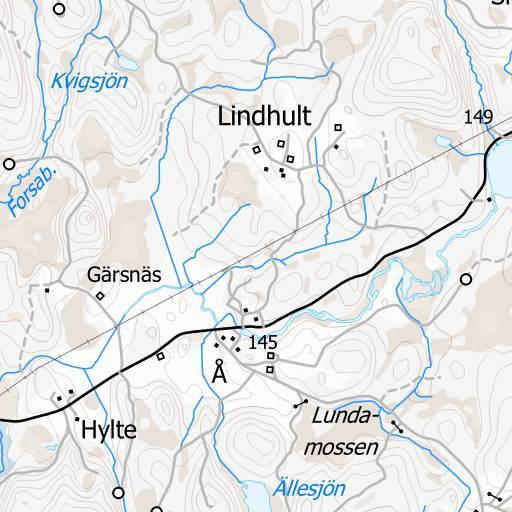 Kvigsjön
Lindhult
149
Forsab.
Gärsnäs
145
Å
Hylte
Lunda-
mossen
Ällesjön